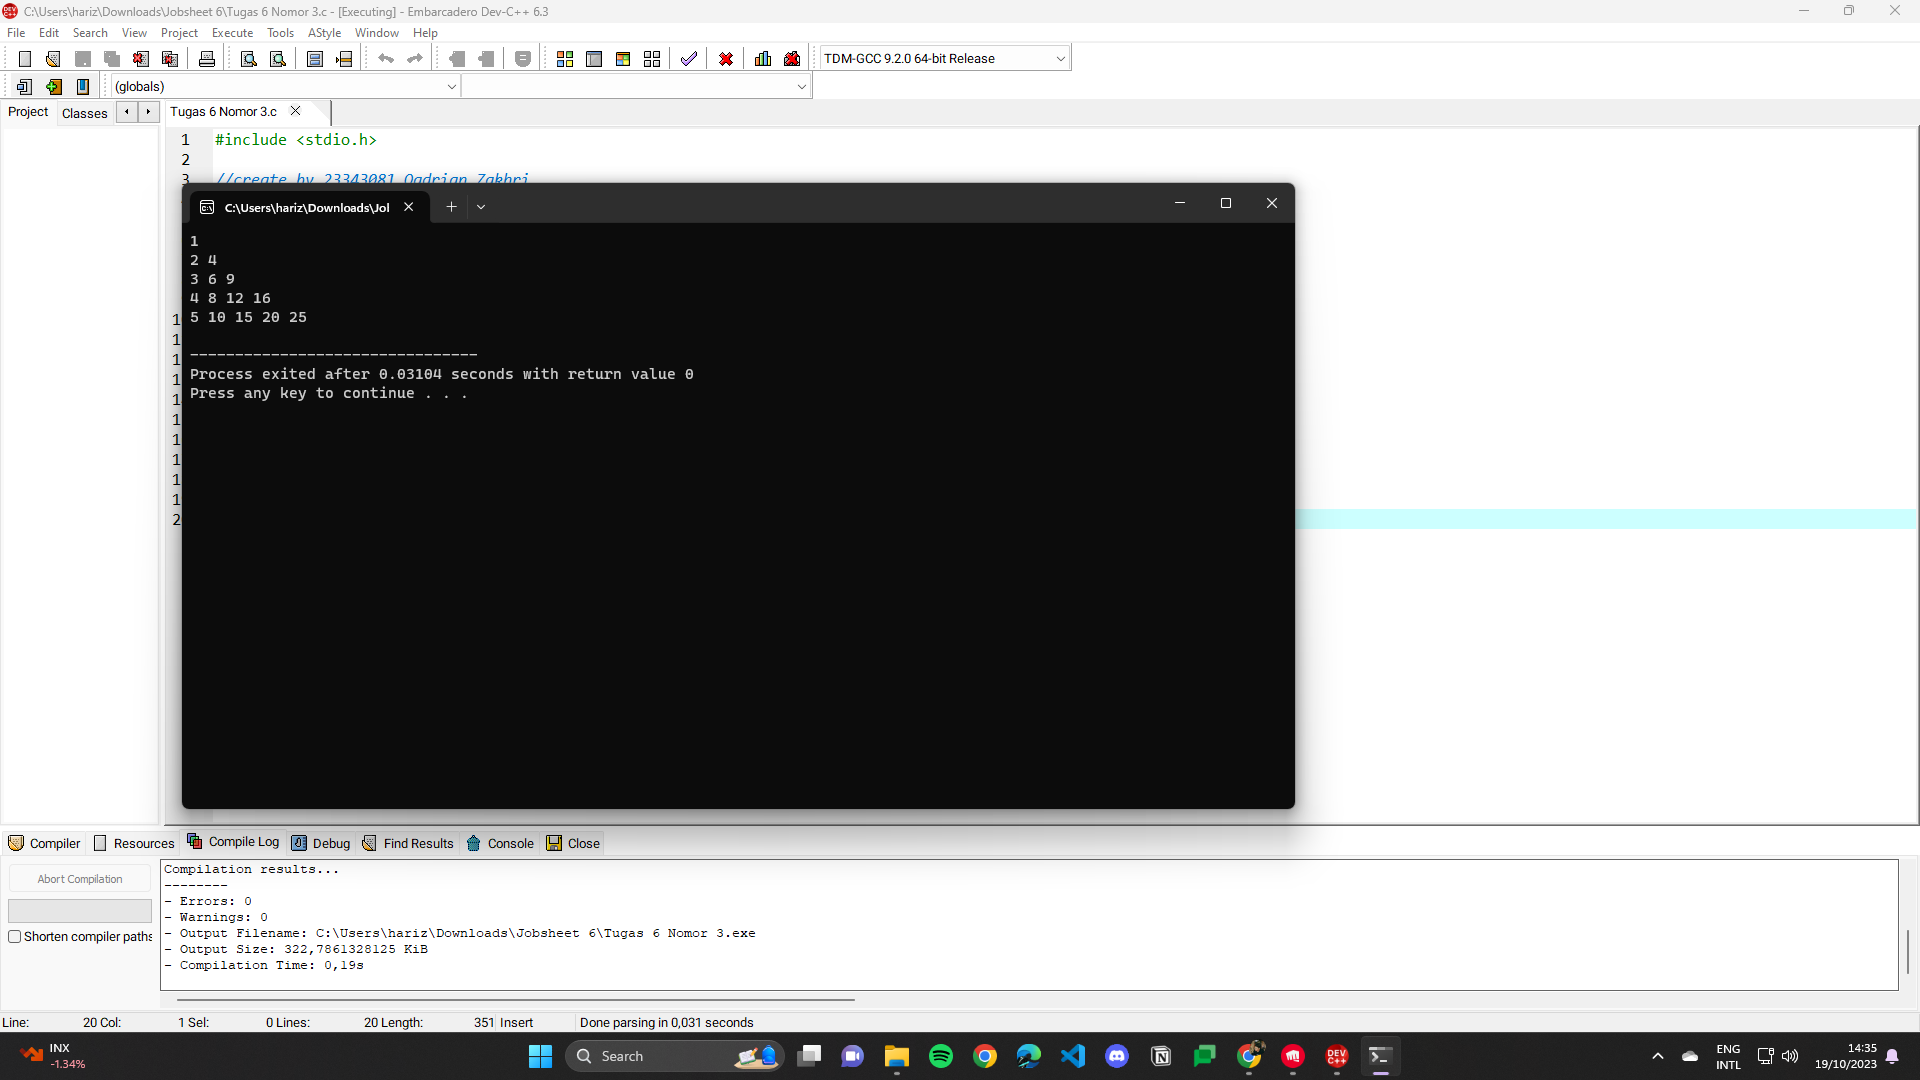 C:\Users\hariz\Downloads\Jobsheet 6\Tugas 6 Nomor 3.c - [Executing] - Embarcadero Dev-C++ 6.3
File Edit Search View Project Execute Tools AStyle Window Help
TDM-GCC 9.2.0 64-bit Release
(globals)
Project Classes Tugas 6 Nomor 3.c
1 #include <stdio.h>
2
3 //create by 23343081 Qadrian Zakhri
C:\Users\hariz\Downloads\Jol
1
2 4
3 6 9
4 8 12 16
5 10 15 20 25
--------------------------------
Process exited after 0.03104 seconds with return value 0
Press any key to continue . . .
Compiler Resources Compile Log Debug Find Results Console Close
Abort Compilation
Shorten compiler paths
Compilation results...
--------
- Errors: 0
- Warnings: 0
- Output Filename: C:\Users\hariz\Downloads\Jobsheet 6\Tugas 6 Nomor 3.exe
- Output Size: 322,7861328125 KiB
- Compilation Time: 0,19s
Line: 20 Col: 1 Sel: 0 Lines: 20 Length: 351 Insert Done parsing in 0,031 seconds
INX
-1.34%
Search
ENG
INTL
14:35
19/10/2023